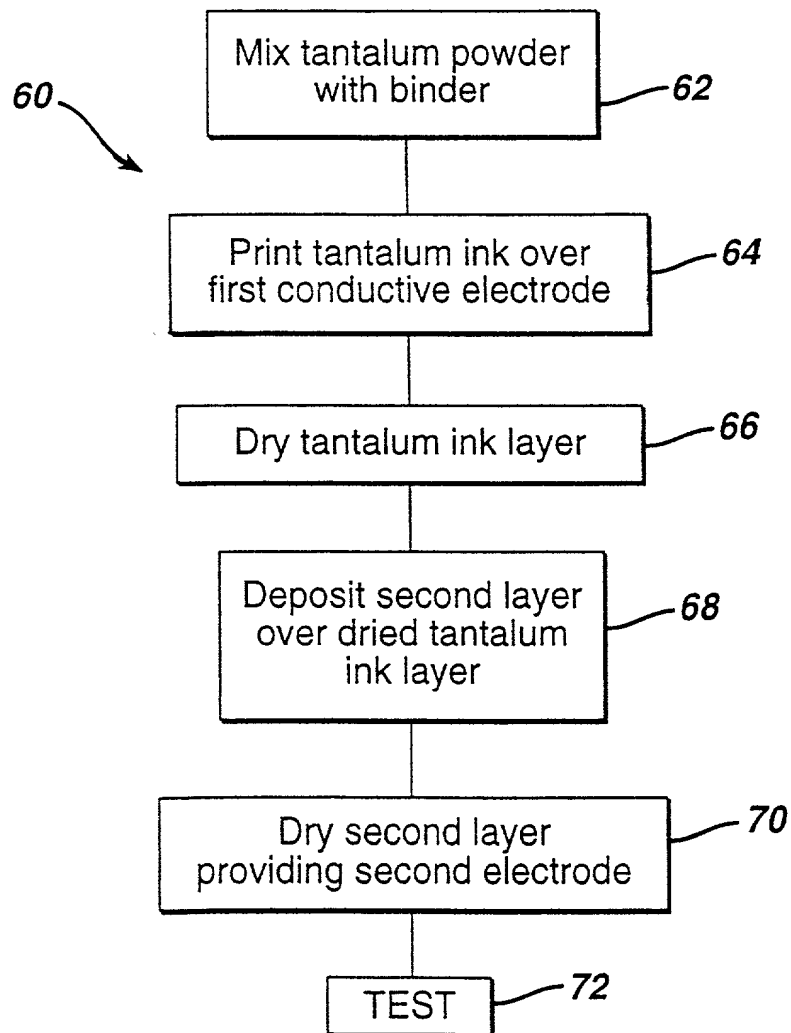 Mix tantalum powder
with binder
62
60
Print tantalum ink over
first conductive electrode
64
Dry tantalum ink layer
66
Deposit second layer
over dried tantalum
ink layer
68
Dry second layer
providing second electrode
70
TEST
72